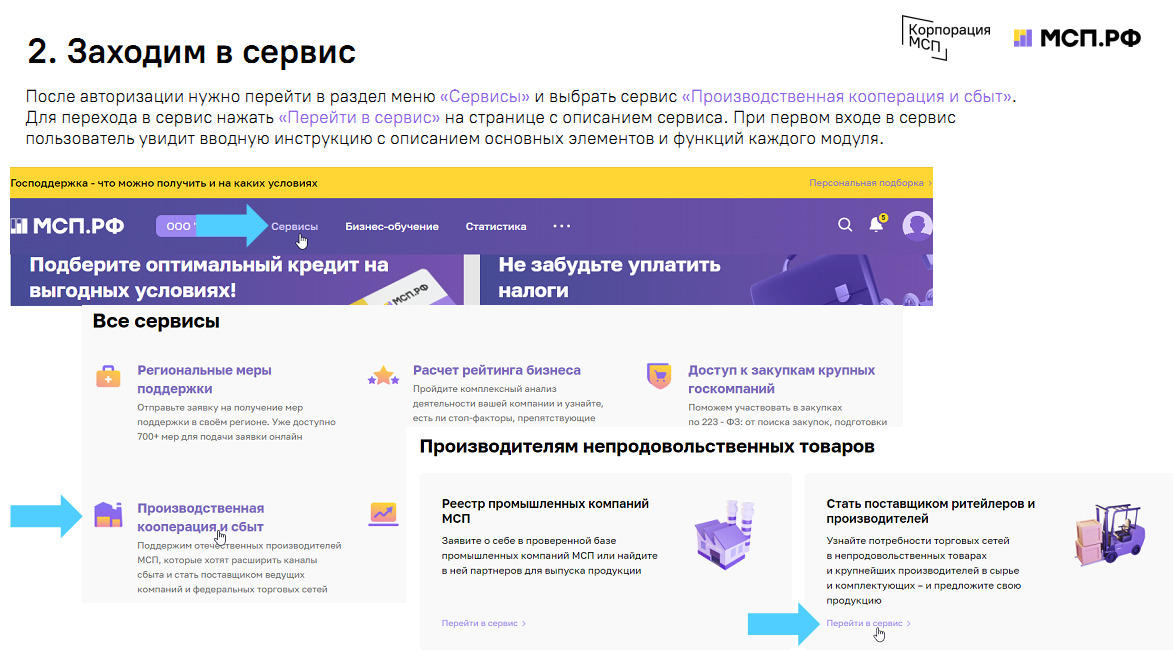 Корпорация
МСП
МСП.РФ
2. Заходим в сервис
После авторизации нужно перейти в раздел меню «Сервисы» и выбрать сервис «Производственная кооперация и сбыт».
Для перехода в сервис нажать «Перейти в сервис» на странице с описанием сервиса. При первом входе в сервис
пользователь увидит вводную инструкцию с описанием основных элементов и функций каждого модуля.
Господдержка - что можно получить и на каких условиях
Персональная подборка >
МСП.РФ
ООО "
Сервисы
Бизнес-обучение
Статистика
•••
5
Подберите оптимальный кредит на
выгодных условиях!
МСП.РФ
Не забудьте уплатить
налоги
Все сервисы
Региональные меры
поддержки
Отправьте заявку на получение мер
поддержки в своём регионе. Уже доступно
700+ мер для подачи заявки онлайн
Расчет рейтинга бизнеса
Пройдите комплексный анализ
деятельности вашей компании и узнайте,
есть ли стоп-факторы, препятствующие
Доступ к закупкам крупных
госкомпаний
Поможем участвовать в закупках
по 223 - ФЗ: от поиска закупок, подготовки
Производственная
кооперация и сбыт
Поддержим отечественных производителей
МСП, которые хотят расширить каналы
сбыта и стать поставщиком ведущих
компаний и федеральных торговых сетей
Производителям непродовольственных товаров
Реестр промышленных компаний
МСП
Заявите о себе в проверенной базе
промышленных компаний МСП или найдите
в ней партнеров для выпуска продукции
Перейти в сервис >
Стать поставщиком ритейлеров и
производителей
Узнайте потребности торговых сетей
в непродовольственных товарах
и крупнейших производителей в сырье
и комплектующих – и предложите свою
продукцию
Перейти в сервис >